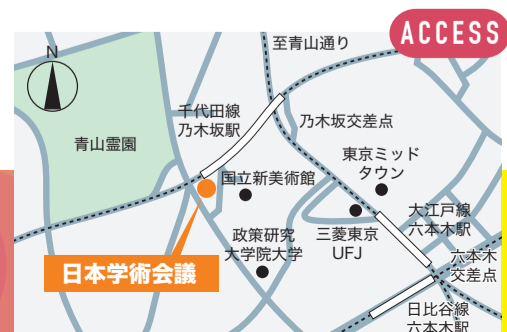 ACCESS
N
至青山通り
千代田線
乃木坂駅
乃木坂交差点
青山霊園
東京ミッド
タウン
国立新美術館
大江戸線
六本木駅
政策研究
大学院大学
三菱東京
UFJ
六本木
交差点
日本学術会議
日比谷線
六本木駅